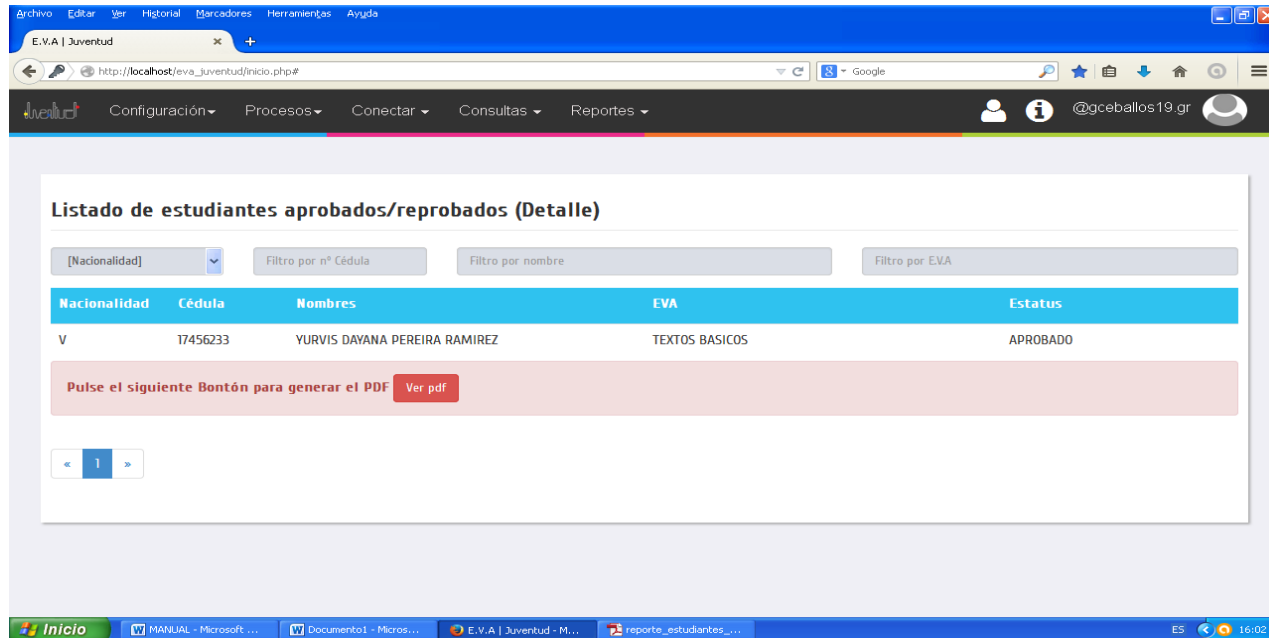 Archivo Editar Ver Historial Marcadores Herramientas Ayuda
E.V.A | Juventud × +
http://localhost/eva_juventud/inicio.php# 8 Google
Juventud Configuración Procesos Conectar Consultas Reportes i @gceballos19.gr
Listado de estudiantes aprobados/reprobados (Detalle)
[Nacionalidad] Filtro por nº Cédula Filtro por nombre Filtro por E.V.A
Nacionalidad Cédula Nombres EVA Estatus
V 17456233 YURVIS DAYANA PEREIRA RAMIREZ TEXTOS BASICOS APROBADO
Pulse el siguiente Bontón para generar el PDF Ver pdf
« 1 »
Inicio MANUAL - Microsoft ... Documento1 - Micros... E.V.A | Juventud - M... reporte_estudiantes_... ES 16:02